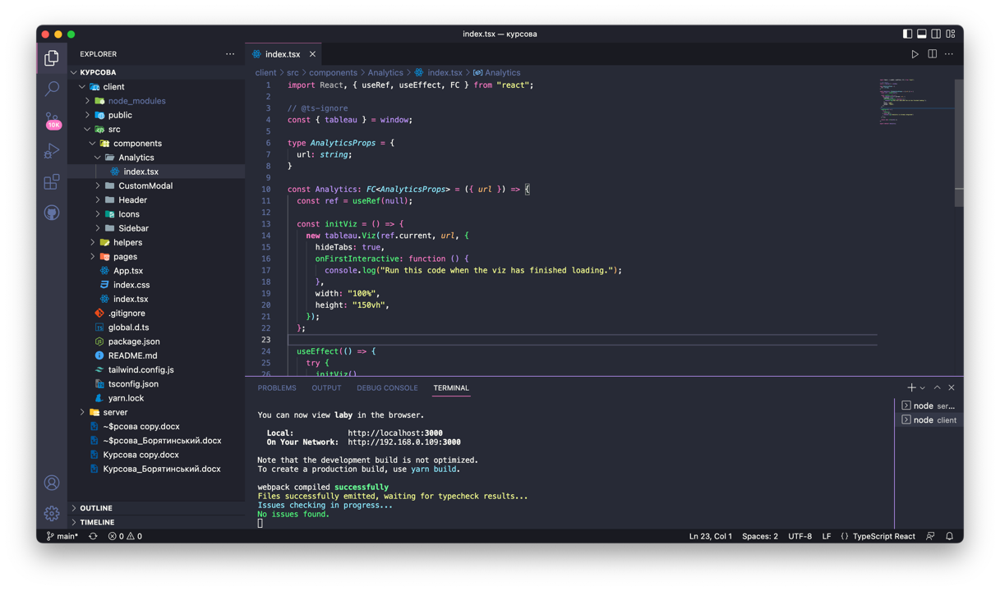 index.tsx — курсова
EXPLORER
КУРСОВА
client
node_modules
public
src
components
Analytics
index.tsx
CustomModal
Header
Icons
Sidebar
helpers
pages
App.tsx
index.css
index.tsx
.gitignore
global.d.ts
package.json
README.md
tailwind.config.js
tsconfig.json
yarn.lock
server
~$рсова copy.docx
~$рсова_Борятинський.docx
Курсова copy.docx
Курсова_Борятинський.docx
OUTLINE
TIMELINE
10K
index.tsx
client > src > components > Analytics > index.tsx > Analytics
1 import React, { useRef, useEffect, FC } from "react";
2
3 // @ts-ignore
4 const { tableau } = window;
5
6 type AnalyticsProps = {
7 url: string;
8 }
9
10 const Analytics: FC<AnalyticsProps> = ({ url }) => {
11 const ref = useRef(null);
12
13 const initViz = () => {
14 new tableau.Viz(ref.current, url, {
15 hideTabs: true,
16 onFirstInteractive: function () {
17 console.log("Run this code when the viz has finished loading.");
18 },
19 width: "100%",
20 height: "150vh",
21 });
22 };
23
24 useEffect(() => {
25 try {
26 initViz()
PROBLEMS OUTPUT DEBUG CONSOLE TERMINAL
You can now view laby in the browser.
Local: http://localhost:3000
On Your Network: http://192.168.0.109:3000
Note that the development build is not optimized.
To create a production build, use yarn build.
webpack compiled successfully
Files successfully emitted, waiting for typecheck results...
Issues checking in progress...
No issues found.
node ser...
node client
main* 0 0 Ln 23, Col 1 Spaces: 2 UTF-8 LF {} TypeScript React